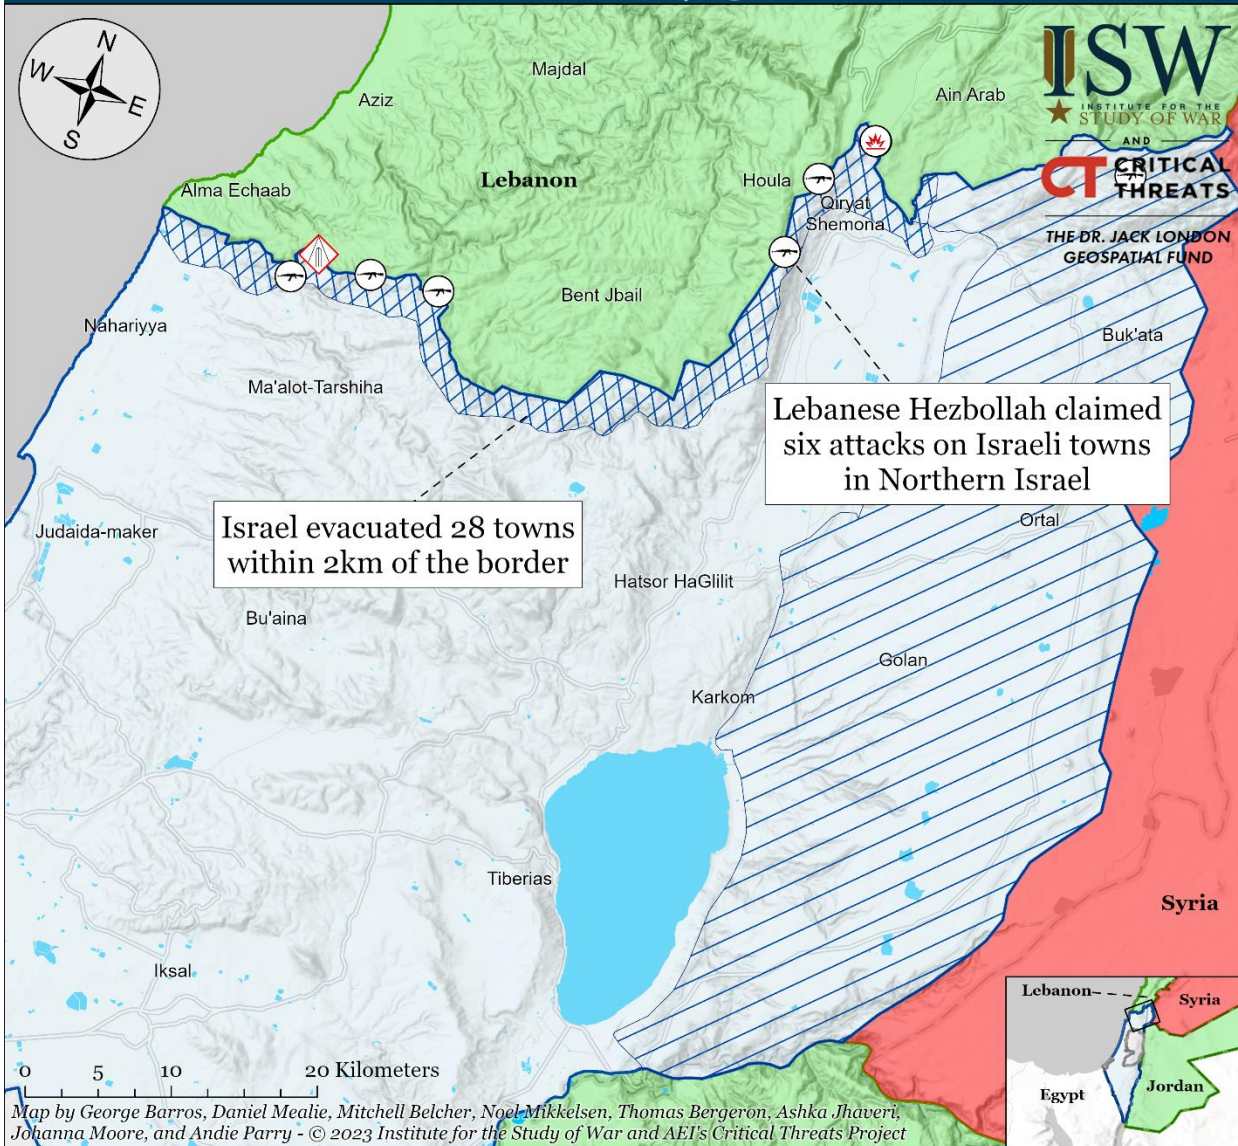 N
W
E
S
Majdal
Aziz
Ain Arab
ISW
INSTITUTE FOR THE
STUDY OF WAR
AND
CT CRITICAL
THREATS
THE DR. JACK LONDON
GEOSPATIAL FUND
Alma Echaab
Lebanon
Houla
Qiryat
Shemona
Bent Jbail
Nahariyya
Buk'ata
Ma'alot-Tarshiha
Lebanese Hezbollah claimed
six attacks on Israeli towns
in Northern Israel
Israel evacuated 28 towns
within 2km of the border
Judaida-maker
Ortal
Hatsor HaGlilit
Bu'aina
Golan
Karkom
Tiberias
Syria
Iksal
Lebanon
Syria
Egypt
Jordan
0 5 10 20 Kilometers
Map by George Barros, Daniel Mealie, Mitchell Belcher, Noel Mikkelsen, Thomas Bergeron, Ashka Jhaveri,
Johanna Moore, and Andie Parry - © 2023 Institute for the Study of War and AEI's Critical Threats Project